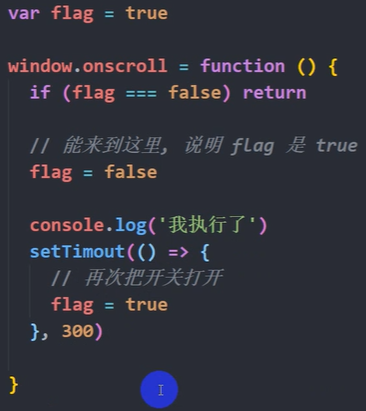 var flag = true
window.onscroll = function () {
if (flag === false) return
// 能来到这里, 说明 flag 是 true
flag = false
console.log('我执行了')
setTimout(() => {
// 再次把开关打开
flag = true
}, 300)
}